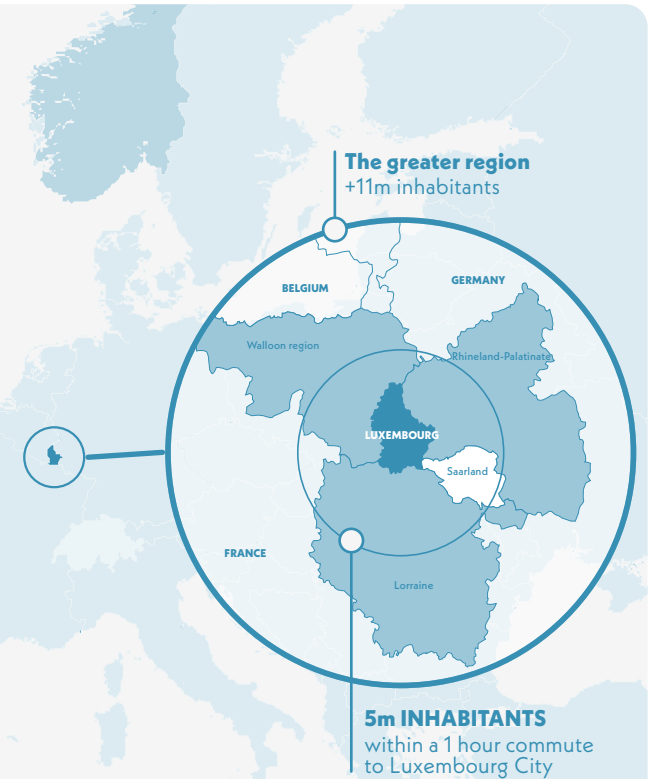 The greater region
+11m inhabitants
BELGIUM
GERMANY
Walloon region
Rhineland-Palatinate
LUXEMBOURG
Saarland
FRANCE
Lorraine
5m INHABITANTS
within a 1 hour commute
to Luxembourg City